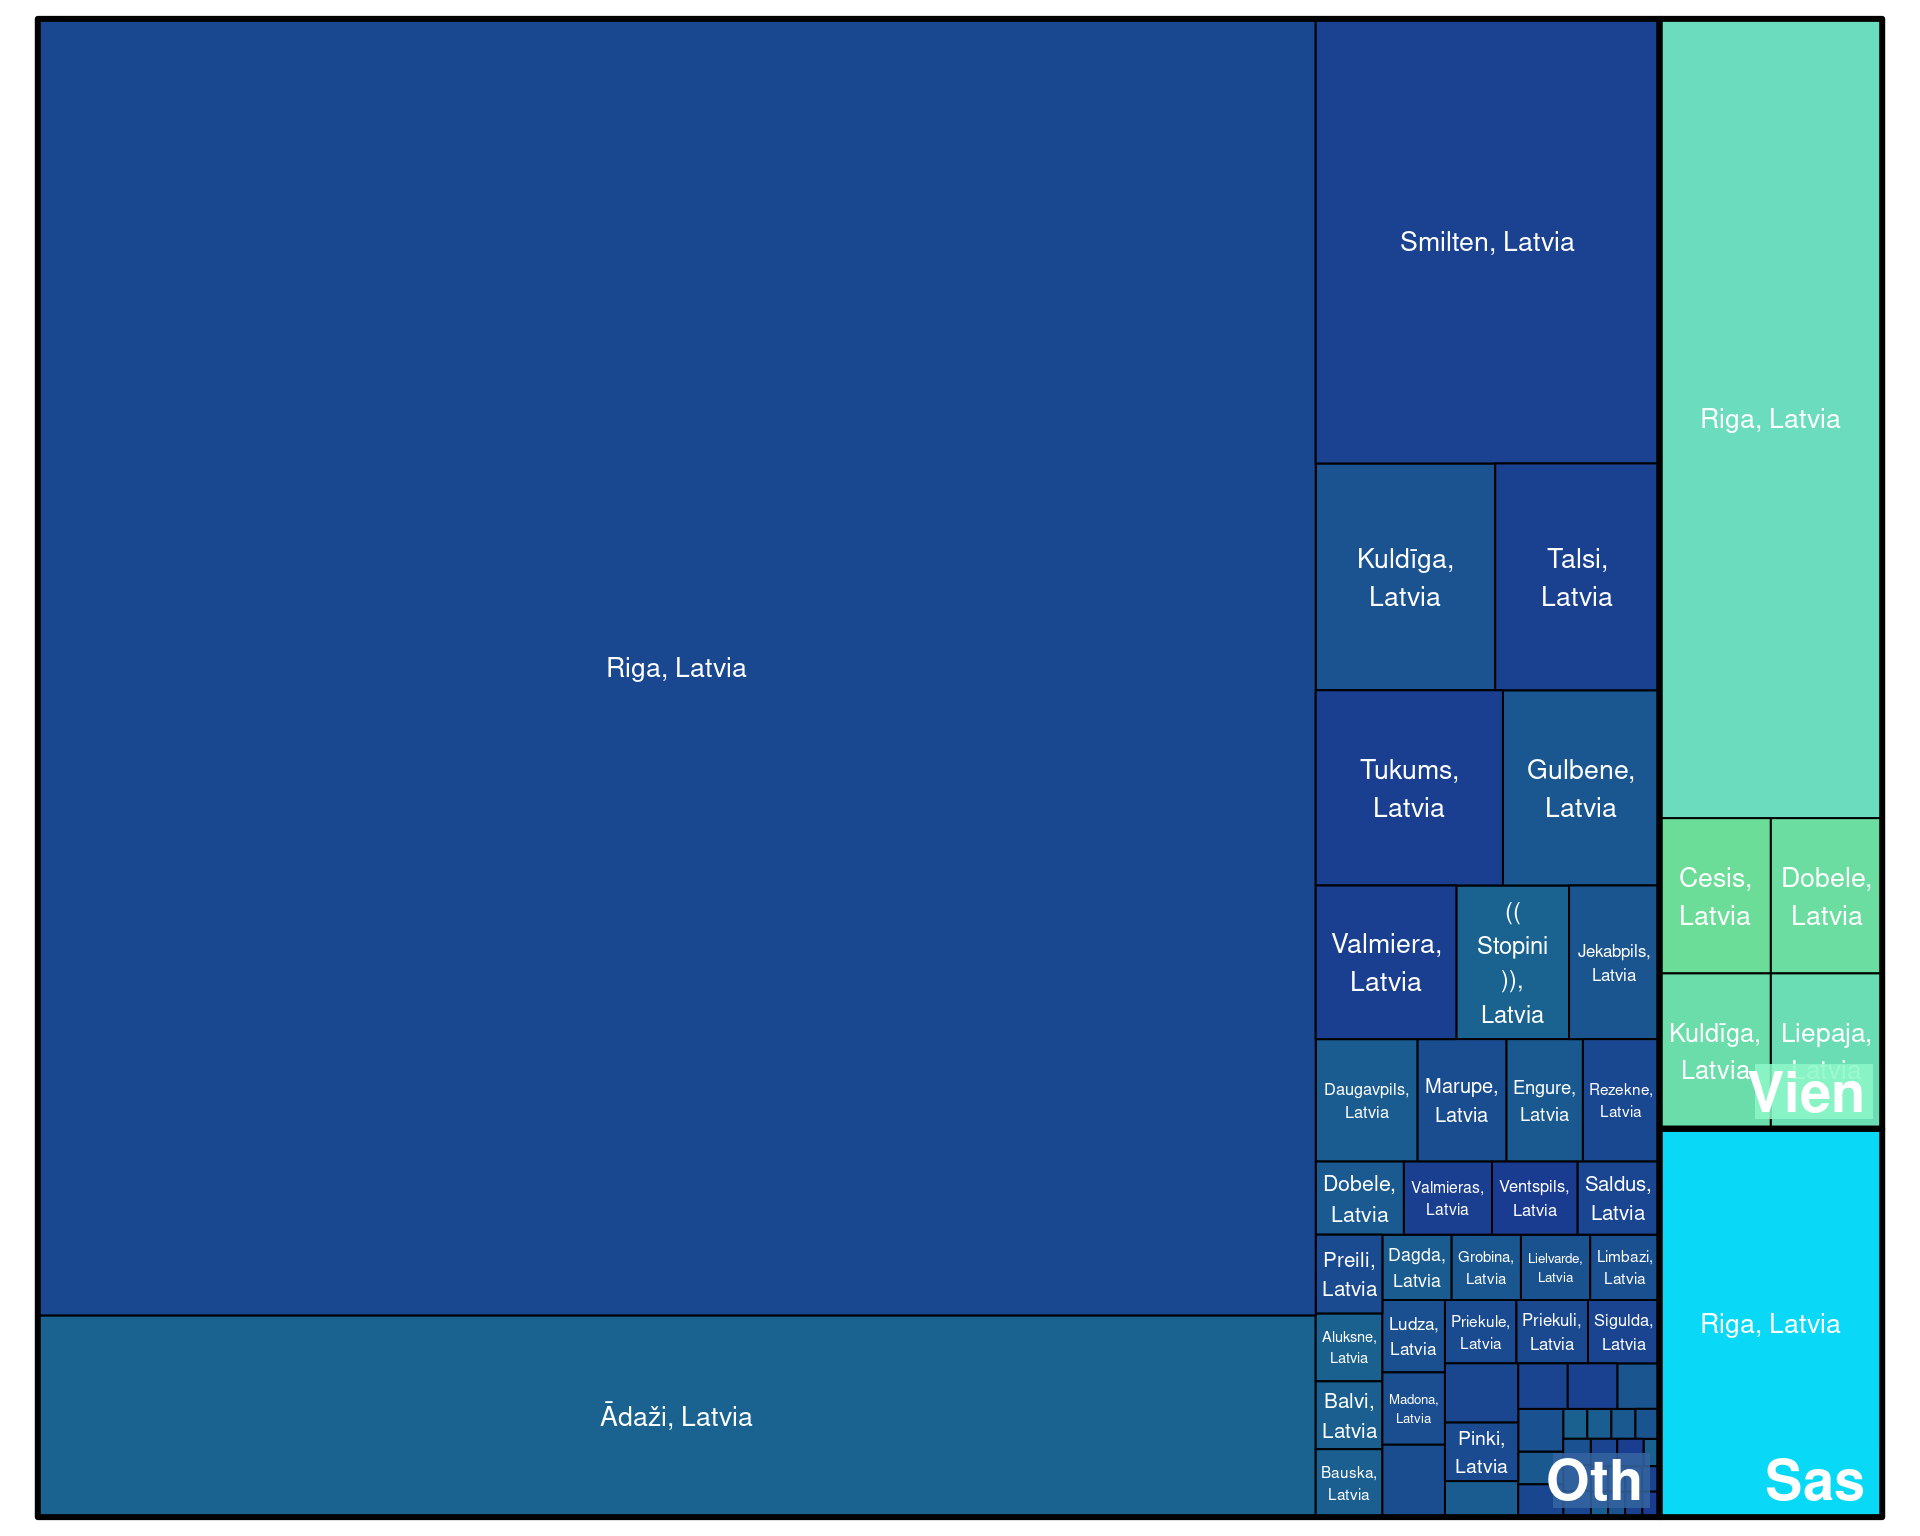 Riga, Latvia
Ādaži, Latvia
Smilten, Latvia
Kuldīga,
Latvia
Talsi,
Latvia
Tukums,
Latvia
Gulbene,
Latvia
Valmiera,
Latvia
((
Stopini
)),
Latvia
Jekabpils,
Latvia
Daugavpils,
Latvia
Marupe,
Latvia
Engure,
Latvia
Rezekne,
Latvia
Dobele,
Latvia
Valmieras,
Latvia
Ventspils,
Latvia
Saldus,
Latvia
Preili,
Latvia
Dagda,
Latvia
Grobina,
Latvia
Lielvarde,
Latvia
Limbazi,
Latvia
Aluksne,
Latvia
Ludza,
Latvia
Priekule,
Latvia
Priekuli,
Latvia
Sigulda,
Latvia
Balvi,
Latvia
Madona,
Latvia
Pinki,
Latvia
Bauska,
Latvia
Oth
Riga, Latvia
Cesis,
Latvia
Dobele,
Latvia
Kuldīga,
Latvia
Liepaja,
Latvia
Vien
Riga, Latvia
Sas